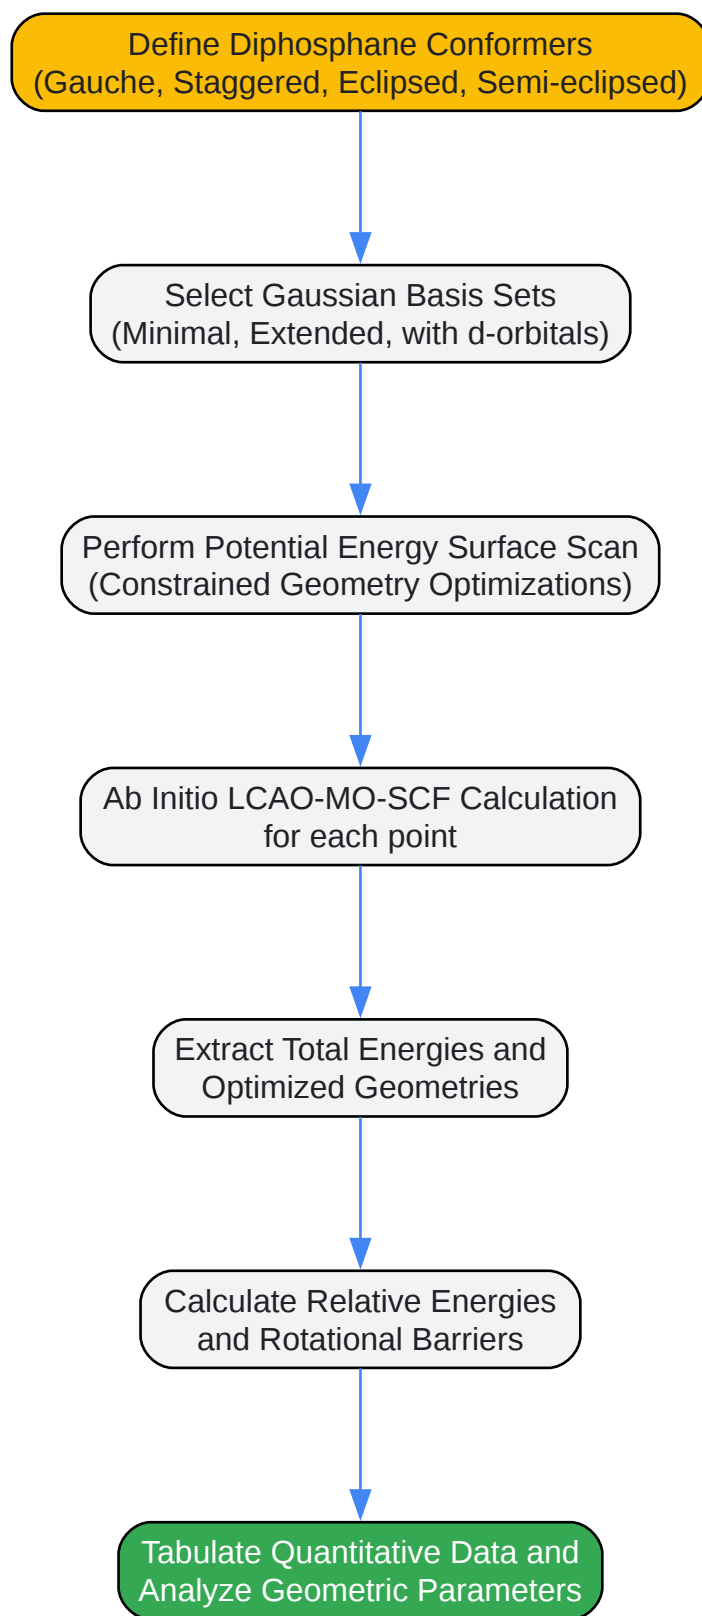 Define Diphosphane Conformers
(Gauche, Staggered, Eclipsed, Semi-eclipsed)
Select Gaussian Basis Sets
(Minimal, Extended, with d-orbitals)
Perform Potential Energy Surface Scan
(Constrained Geometry Optimizations)
Ab Initio LCAO-MO-SCF Calculation
for each point
Extract Total Energies and
Optimized Geometries
Calculate Relative Energies
and Rotational Barriers
Tabulate Quantitative Data and
Analyze Geometric Parameters